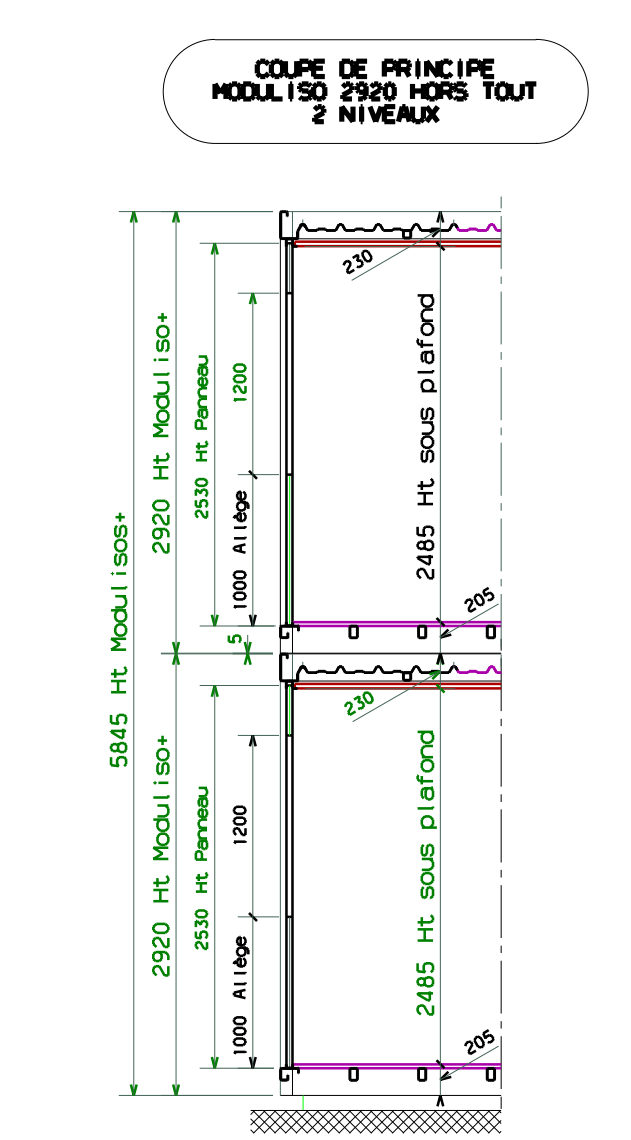 COUPE DE PRINCIPE
MODULISO 2920 HORS TOUT
2 NIVEAUX
5845 Ht Modulisos+
2920 Ht Moduliso+
2530 Ht Panneau
1200
1000 Allège
230
2485 Ht sous plafond
205
5
2920 Ht Moduliso+
2530 Ht Panneau
1200
1000 Allège
230
2485 Ht sous plafond
205